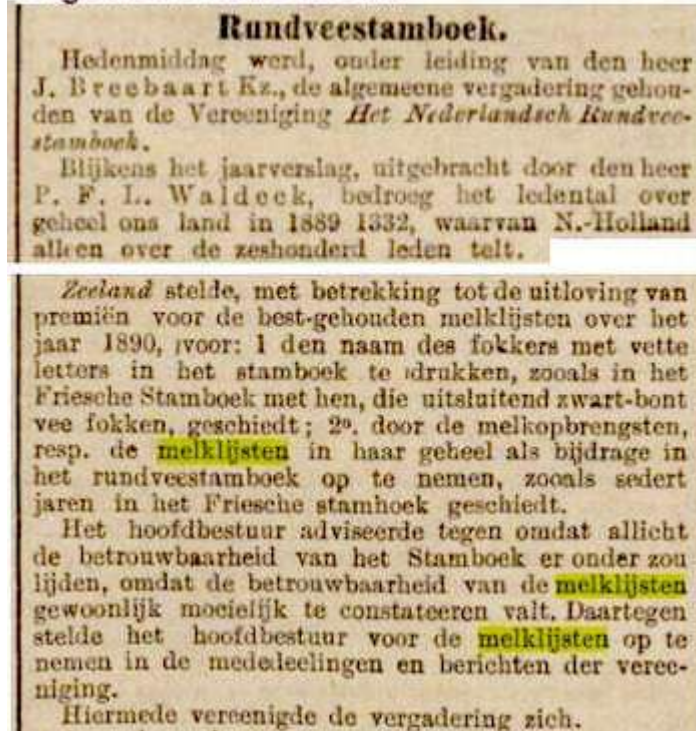 Rundveestamboek.
Hedenmiddag werd, onder leiding van den heer
J. Breebaart Kz., de algemeene vergadering gehou-
den van de Vereeniging Het Nederlandsch Rundvee-
stamboek.
Blijkens het jaarverslag, uitgebracht door den heer
P. F. L. Waldeck, bedroeg het ledental over
geheel ons land in 1889 1332, waarvan N.-Holland
alleen over de zeshonderd leden telt.
Zeeland stelde, met betrekking tot de uitloving van
premiën voor de best-gehouden melklijsten over het
jaar 1890, voor: 1 den naam des fokkers met vette
letters in het stamboek te drukken, zooals in het
Friesche Stamboek met hen, die uitsluitend zwart-bont
vee fokken, geschiedt; 2º. door de melkopbrengsten,
resp. de melklijsten in haar geheel als bijdrage in
het rundveestamboek op te nemen, zooals sedert
jaren in het Friesche stamhoek geschiedt.
Het hoofdbestuur adviseerde tegen omdat allicht
de betrouwbaarheid van het Stamboek er onder zou
lijden, omdat de betrouwbaarheid van de melklijsten
gewoonlijk moeielijk te constateeren valt. Daartegen
stelde het hoofdbestuur voor de melklijsten op te
nemen in de mededeelingen en berichten der veree-
niging.
Hiermede vereenigde de vergadering zich.